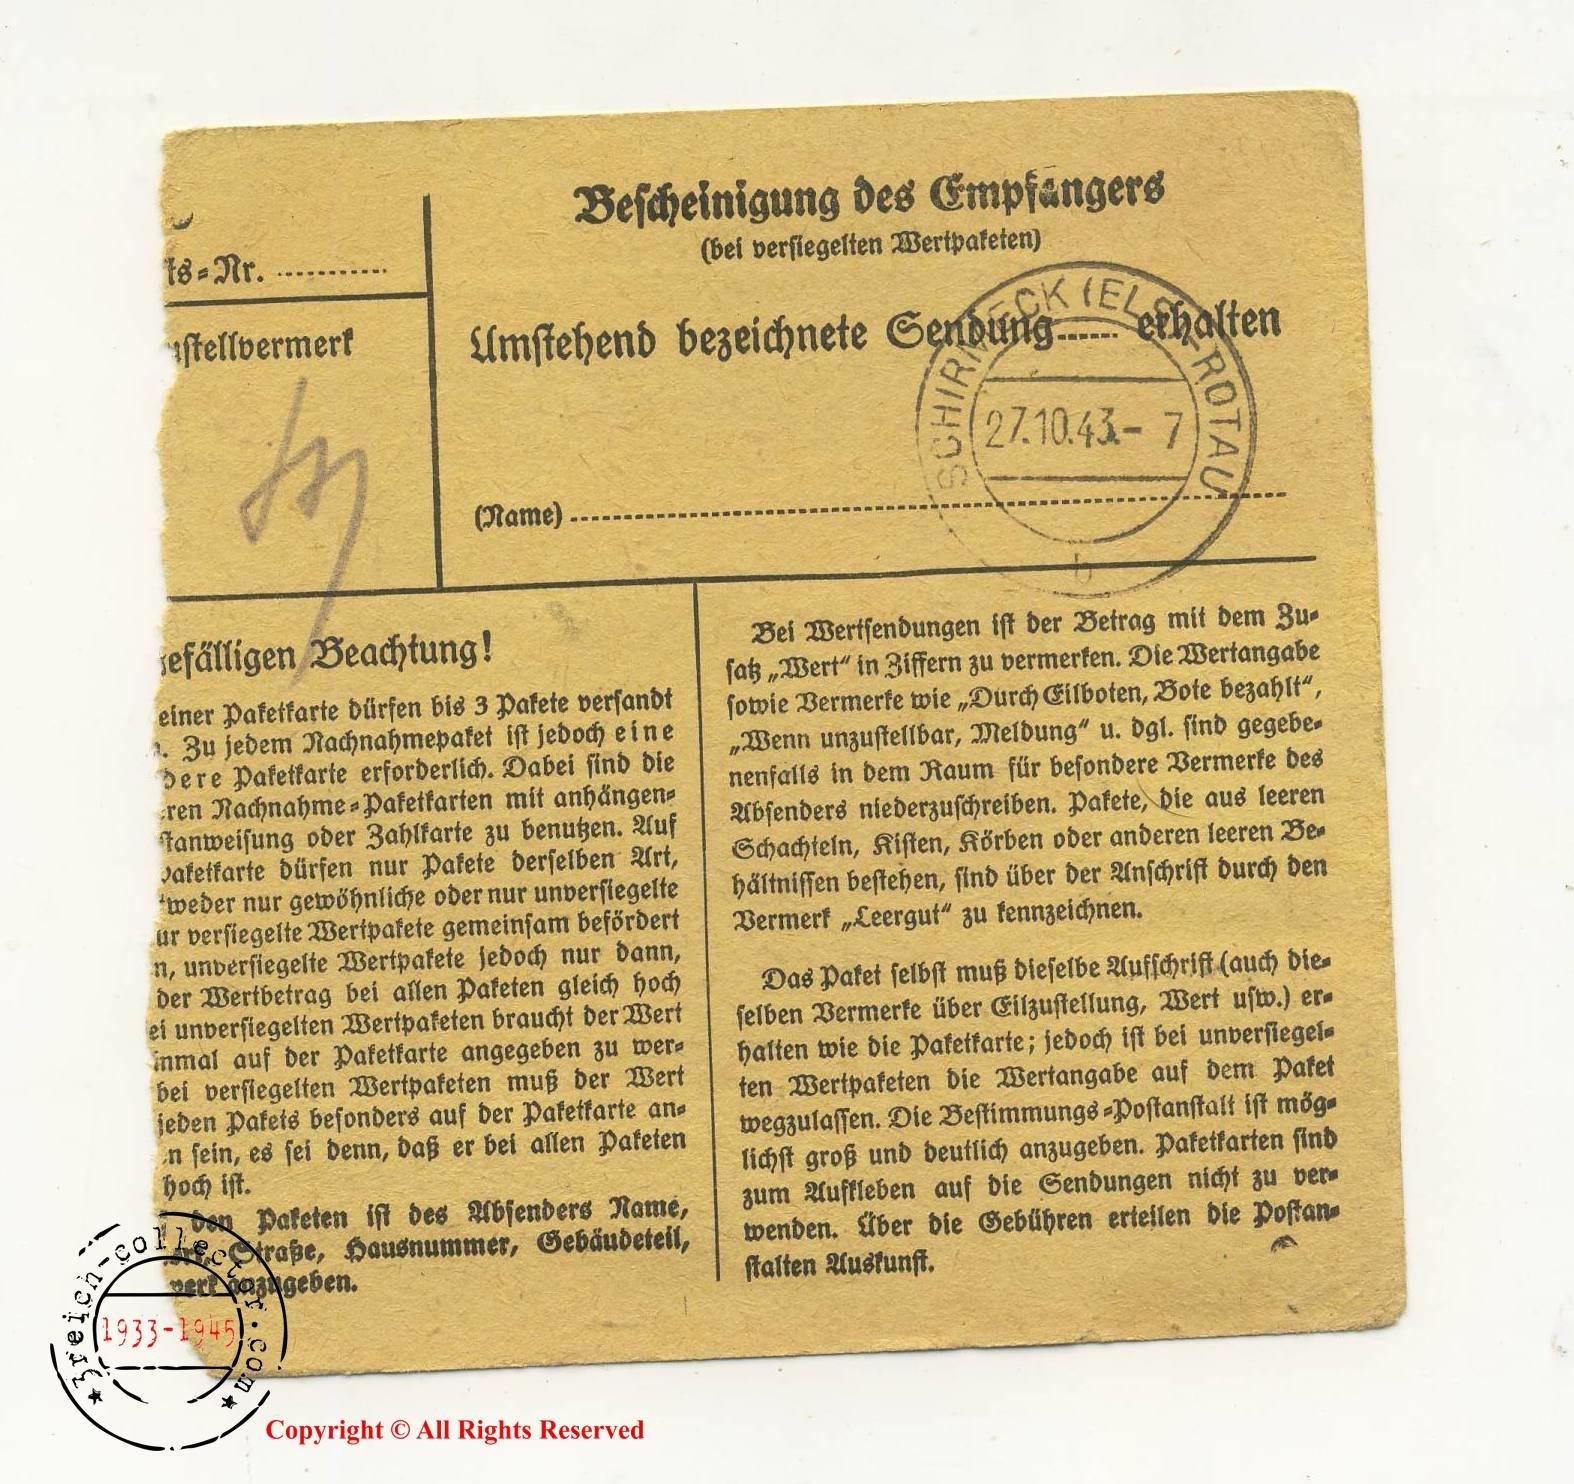 ts=Nr. ............
ustellvermerk
Bescheinigung des Empfängers
(bei versiegelten Wertpaketen)
Umstehend bezeichnete Sendung...... erhalten
(Name)
SCHIRMECK (ELS)-ROTAU
27.10.43.- 7
b
gefälligen Beachtung!
einer Paketkarte dürfen bis 3 Pakete versandt
. Zu jedem Nachnahmepaket ist jedoch eine
dere Paketkarte erforderlich. Dabei sind die
ren Nachnahme=Paketkarten mit anhängen=
stanweisung oder Zahlkarte zu benutzen. Auf
Paketkarte dürfen nur Pakete derselben Art,
tweder nur gewöhnliche oder nur unversiegelte
ur versiegelte Wertpakete gemeinsam befördert
n, unversiegelte Wertpakete jedoch nur dann,
der Wertbetrag bei allen Paketen gleich hoch
ei unversiegelten Wertpaketen braucht der Wert
inmal auf der Paketkarte angegeben zu wer=
bei versiegelten Wertpaketen muß der Wert
jeden Pakets besonders auf der Paketkarte an=
n sein, es sei denn, daß er bei allen Paketen
hoch ist.
den Paketen ist des Absenders Name,
Straße, Hausnummer, Gebäudeteil,
werk anzugeben.
Bei Wertsendungen ist der Betrag mit dem Zu=
satz „Wert“ in Ziffern zu vermerken. Die Wertangabe
sowie Vermerke wie „Durch Eilboten, Bote bezahlt“,
„Wenn unzustellbar, Meldung“ u. dgl. sind gegebe=
nenfalls in dem Raum für besondere Vermerke des
Absenders niederzuschreiben. Pakete, die aus leeren
Schachteln, Kisten, Körben oder anderen leeren Be=
hältnissen bestehen, sind über der Anschrift durch den
Vermerk „Leergut“ zu kennzeichnen.
Das Paket selbst muß dieselbe Aufschrift (auch die=
selben Vermerke über Eilzustellung, Wert usw.) er=
halten wie die Paketkarte; jedoch ist bei unversiegel=
ten Wertpaketen die Wertangabe auf dem Paket
wegzulassen. Die Bestimmungs=Postanstalt ist mög=
lichst groß und deutlich anzugeben. Paketkarten sind
zum Aufkleben auf die Sendungen nicht zu ver=
wenden. Über die Gebühren erteilen die Postan=
stalten Auskunft.
* 3reich-collector.com *
1933-1945
Copyright © All Rights Reserved